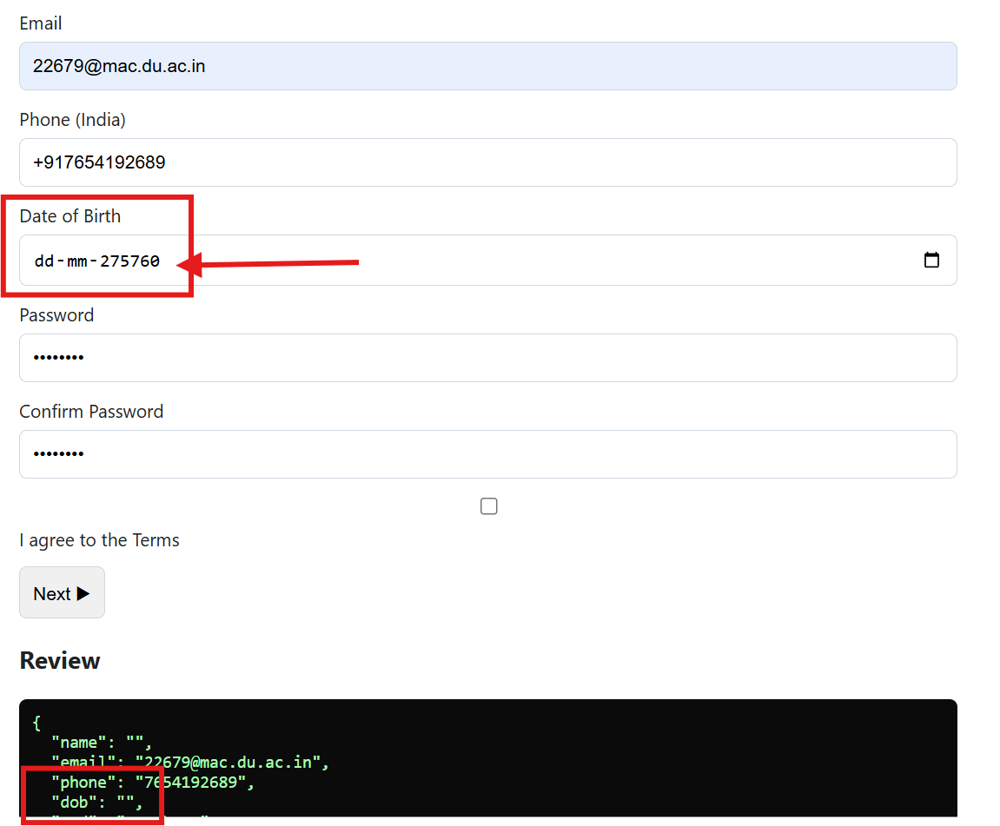 Email
22679@mac.du.ac.in
Phone (India)
+917654192689
Date of Birth
dd-mm-275760
Password
••••••••
Confirm Password
••••••••
I agree to the Terms
Next ▶
Review
{
"name": "",
"email": "22679@mac.du.ac.in",
"phone": "7654192689",
"dob": "",